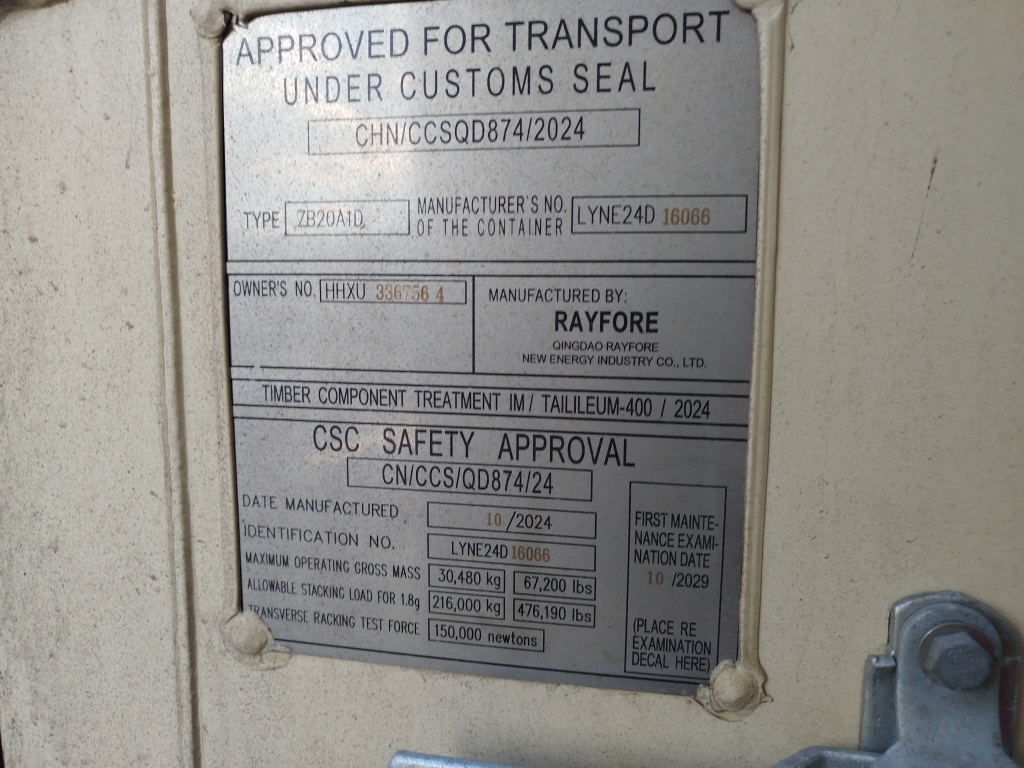 APPROVED FOR TRANSPORT
UNDER CUSTOMS SEAL
CHN/CCSQD874/2024
TYPE ZB20A1D MANUFACTURER'S NO. OF THE CONTAINER LYNE24D 16066
OWNER'S NO. HHXU 336756 4
MANUFACTURED BY:
RAYFORE
QINGDAO RAYFORE
NEW ENERGY INDUSTRY CO., LTD.
TIMBER COMPONENT TREATMENT IM / TAILILEUM-400 / 2024
CSC SAFETY APPROVAL
CN/CCS/QD874/24
DATE MANUFACTURED 10 /2024
IDENTIFICATION NO. LYNE24D 16066
MAXIMUM OPERATING GROSS MASS 30,480 kg 67,200 lbs
ALLOWABLE STACKING LOAD FOR 1.8g 216,000 kg 476,190 lbs
TRANSVERSE RACKING TEST FORCE 150,000 newtons
FIRST MAINTE-
NANCE EXAMI-
NATION DATE
10 /2029
(PLACE RE
EXAMINATION
DECAL HERE)